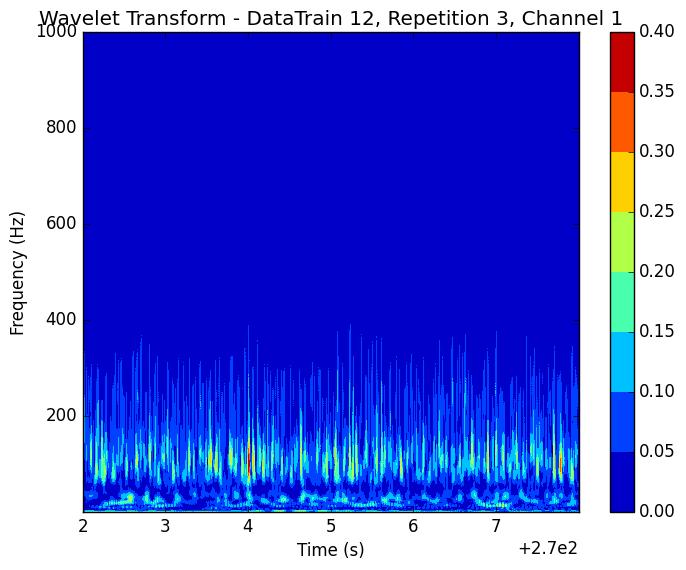 Wavelet Transform - DataTrain 12, Repetition 3, Channel 1
1000
800
600
400
200
Frequency (Hz)
2 3 4 5 6 7
+2.7e2
Time (s)
0.40
0.35
0.30
0.25
0.20
0.15
0.10
0.05
0.00